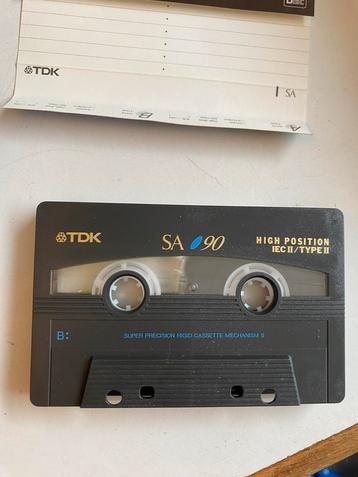 TDK
SA
TDK
SA 90
HIGH POSITION
IEC II / TYPE II
B:
SUPER PRECISION RIGID CASSETTE MECHANISM II